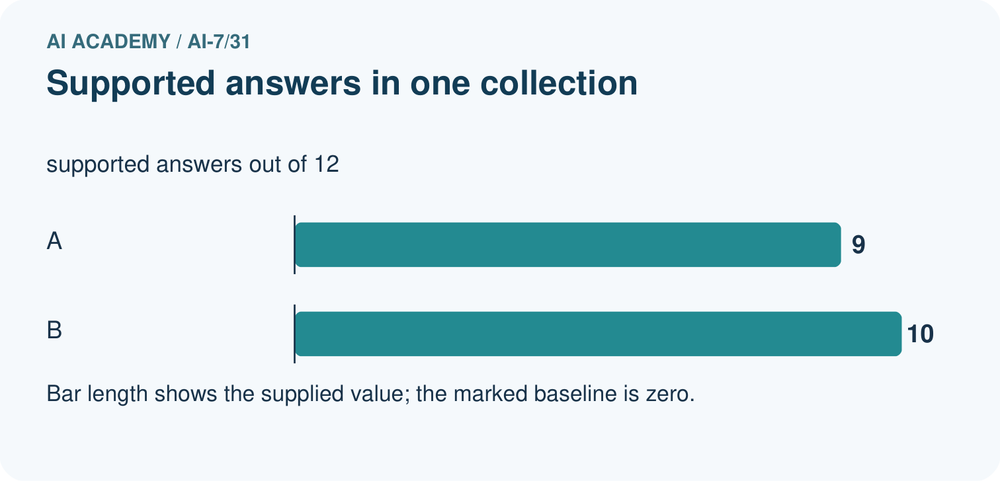 AI ACADEMY / AI-7/31
Supported answers in one collection
supported answers out of 12
A
9
B
10
Bar length shows the supplied value; the marked baseline is zero.